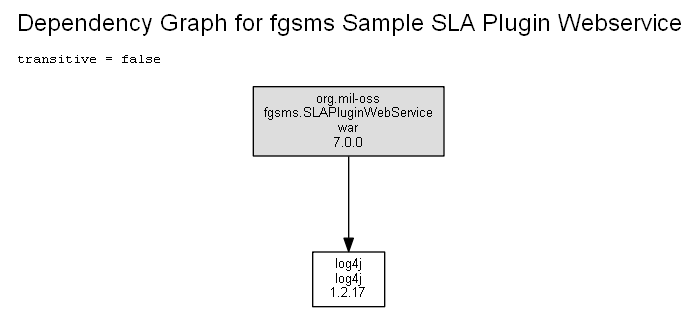 Dependency Graph for fgsms Sample SLA Plugin Webservice
transitive = false
org.mil-oss
fgsms.SLAPluginWebService
war
7.0.0
log4j
log4j
1.2.17